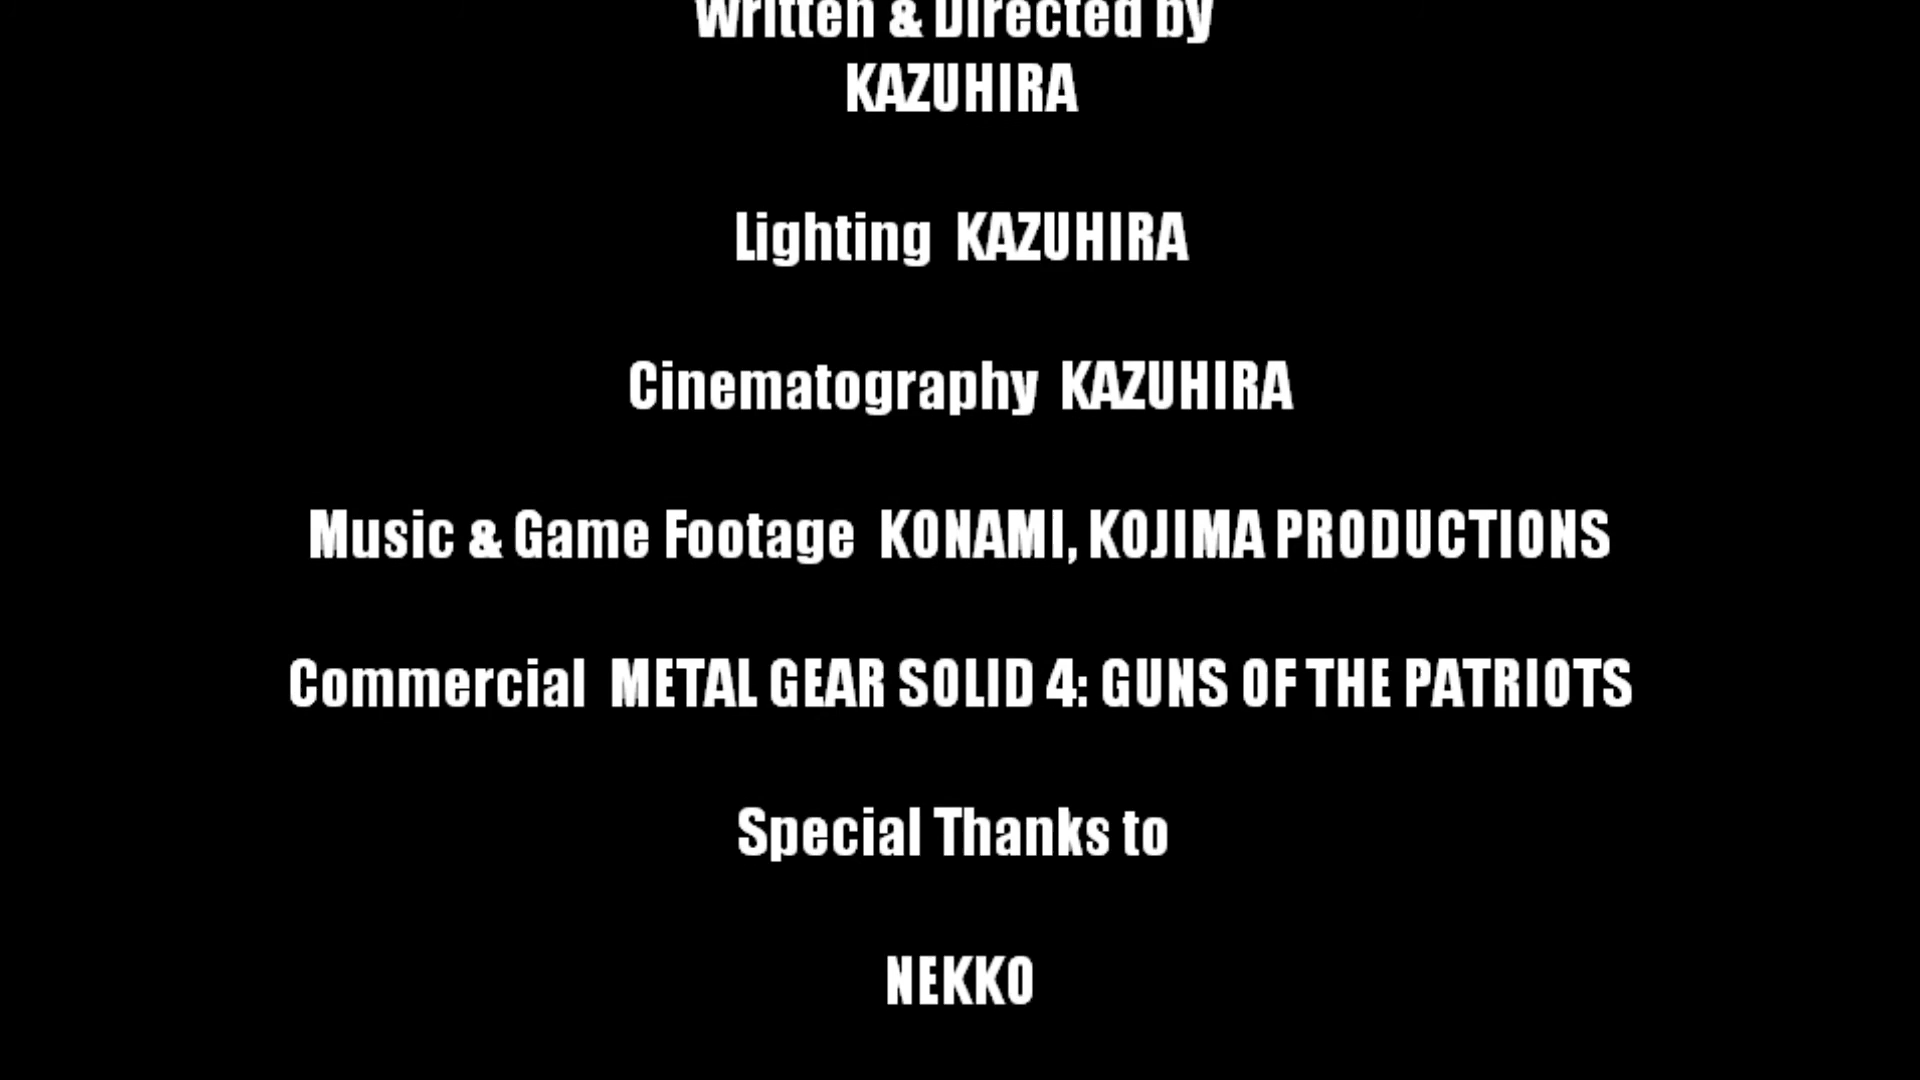 Written & Directed by
KAZUHIRA
Lighting KAZUHIRA
Cinematography KAZUHIRA
Music & Game Footage KONAMI, KOJIMA PRODUCTIONS
Commercial METAL GEAR SOLID 4: GUNS OF THE PATRIOTS
Special Thanks to
NEKKO